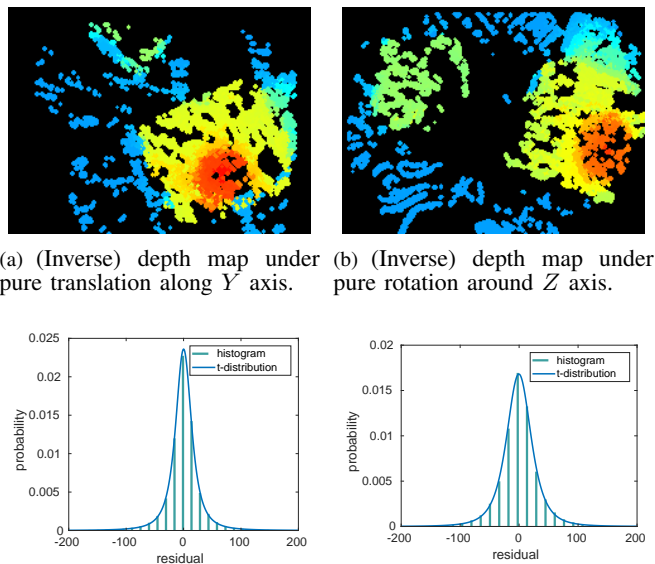 (a) (Inverse) depth map under
pure translation along Y axis.
(b) (Inverse) depth map under
pure rotation around Z axis.
0.025
0.02
0.015
0.01
0.005
0
-200
-100
0
100
200
probability
residual
histogram
t-distribution
0.02
0.015
0.01
0.005
0
-200
-100
0
100
200
probability
residual
histogram
t-distribution